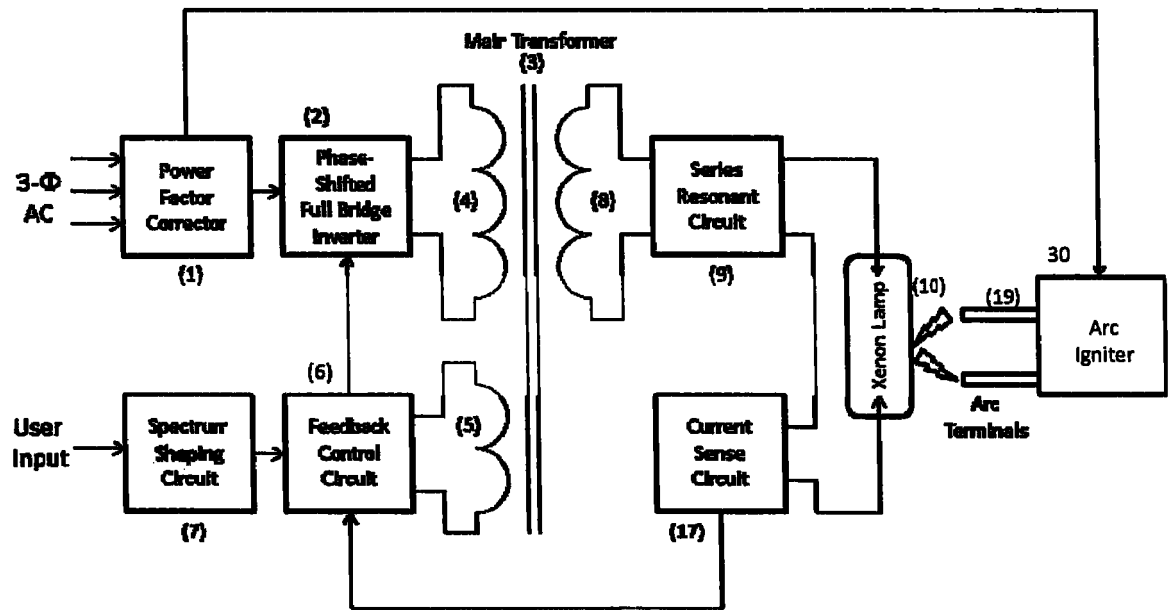 Mair Transformer
{3}
(2)
3-Φ
AC
Power
Factor
Corrector
{1}
Phase-
Shifted
Full Bridge
Inverter
{4}
{8}
Series
Resonant
Circuit
{9}
Xenon Lamp
(10)
(19)
30
Arc
Igniter
Arc
Terminals
User
Input
Spectrurr
Shaping
Circuit
{7}
(6)
Feedback
Control
Circuit
{5}
Current
Sense
Circuit
{17}